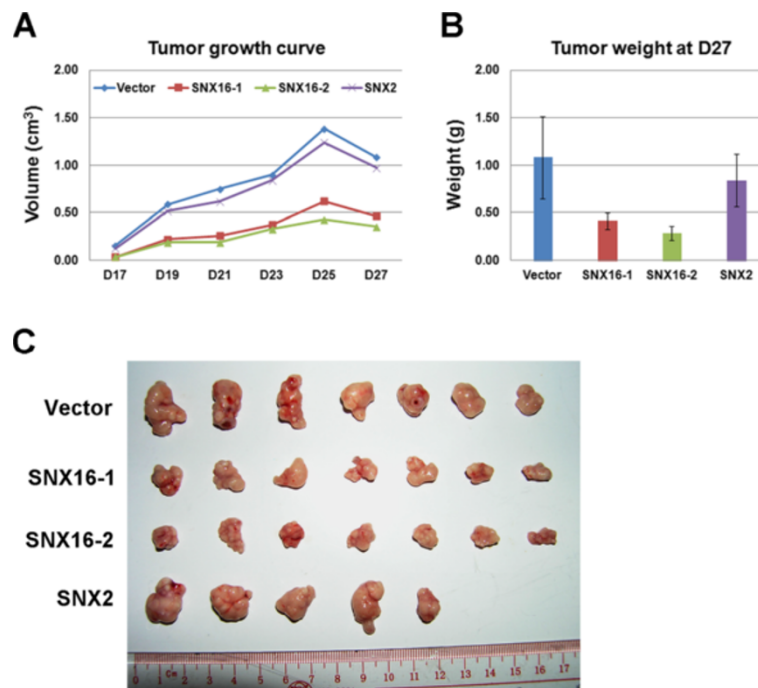 A
Tumor growth curve
Volume (cm³)
2.00
1.50
1.00
0.50
0.00
Vector SNX16-1 SNX16-2 SNX2
D17 D19 D21 D23 D25 D27
B
Tumor weight at D27
Weight (g)
2.00
1.50
1.00
0.50
0.00
Vector SNX16-1 SNX16-2 SNX2
C
Vector
SNX16-1
SNX16-2
SNX2
0 1 Cm 2 3 4 5 6 7 8 9 10 11 12 13 14 15 16 17